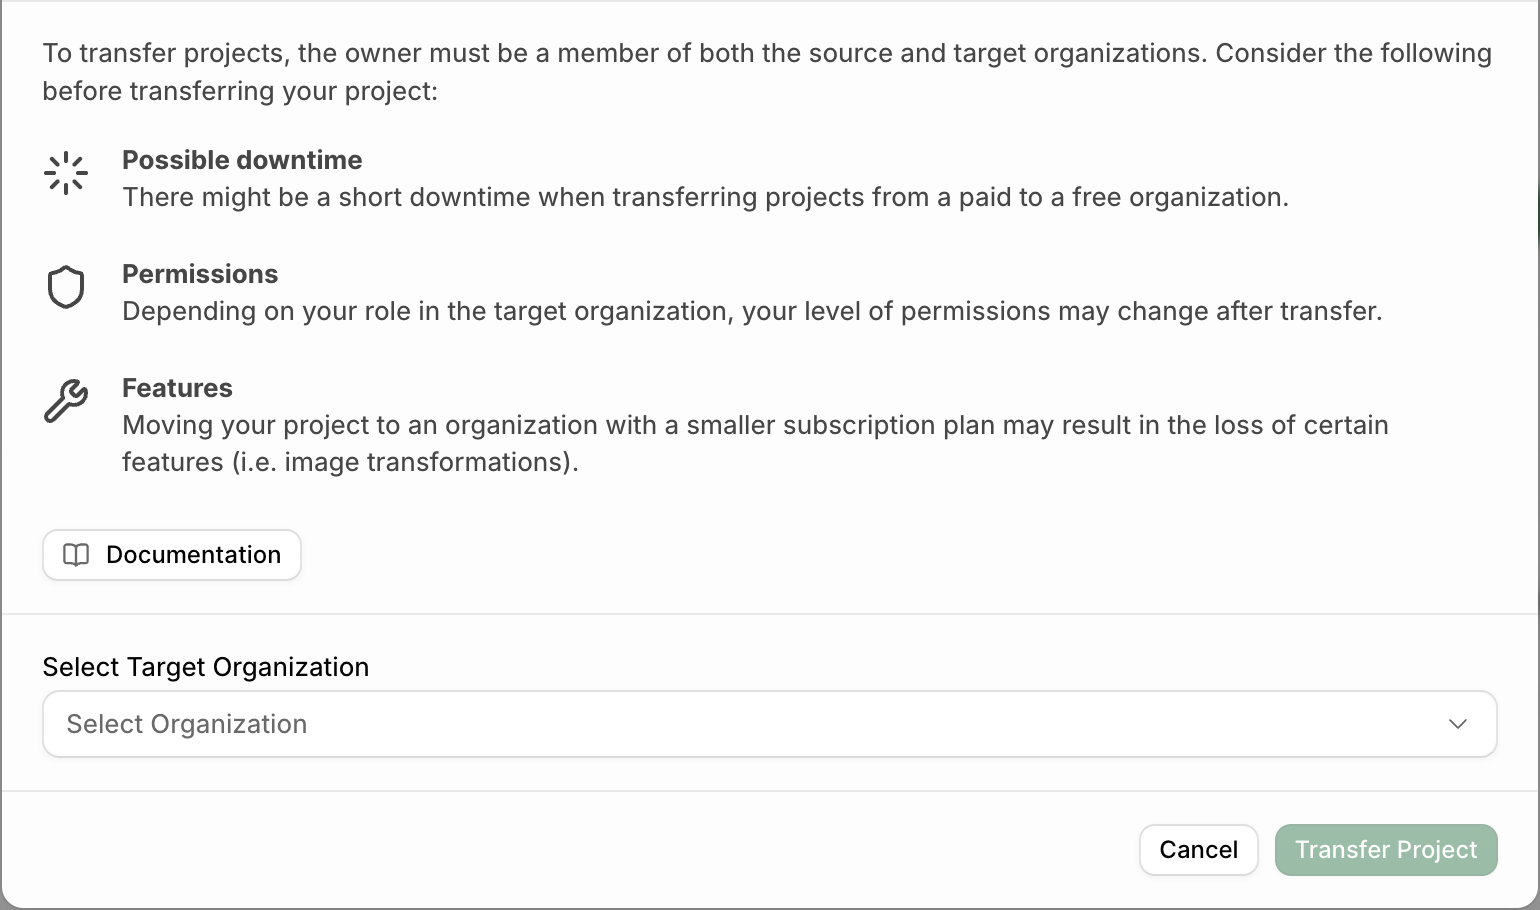 To transfer projects, the owner must be a member of both the source and target organizations. Consider the following
before transferring your project:
Possible downtime
There might be a short downtime when transferring projects from a paid to a free organization.
Permissions
Depending on your role in the target organization, your level of permissions may change after transfer.
Features
Moving your project to an organization with a smaller subscription plan may result in the loss of certain
features (i.e. image transformations).
Documentation
Select Target Organization
Select Organization
Cancel
Transfer Project